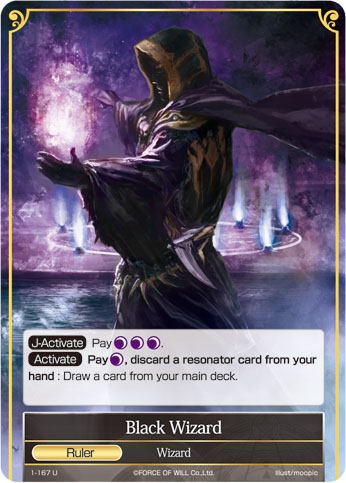 J-Activate Pay.
Activate Pay, discard a resonator card from your
hand : Draw a card from your main deck.
Black Wizard
Ruler Wizard
1-167 U ©FORCE OF WILL Co.,Ltd. Illust/moopic